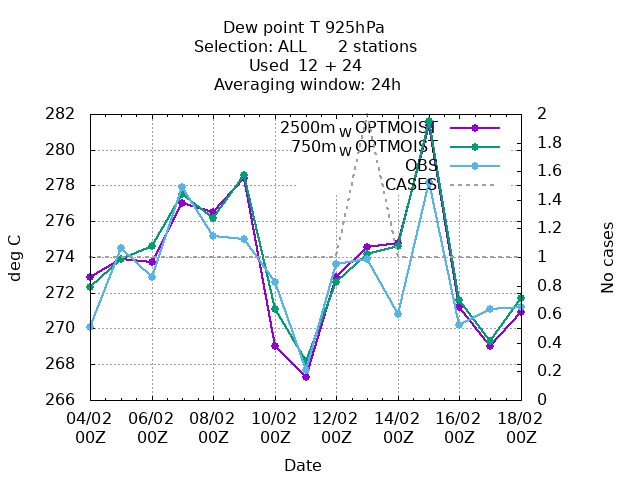 Dew point T 925hPa
Selection: ALL 2 stations
Used 12 + 24
Averaging window: 24h
282
280
278
276
274
272
270
268
266
2
1.8
1.6
1.4
1.2
1
0.8
0.6
0.4
0.2
0
2500m_W OPTMOIST
750m_W OPTMOIST
OBS
CASES
deg C
No cases
04/02 06/02 08/02 10/02 12/02 14/02 16/02 18/02
00Z 00Z 00Z 00Z 00Z 00Z 00Z 00Z
Date